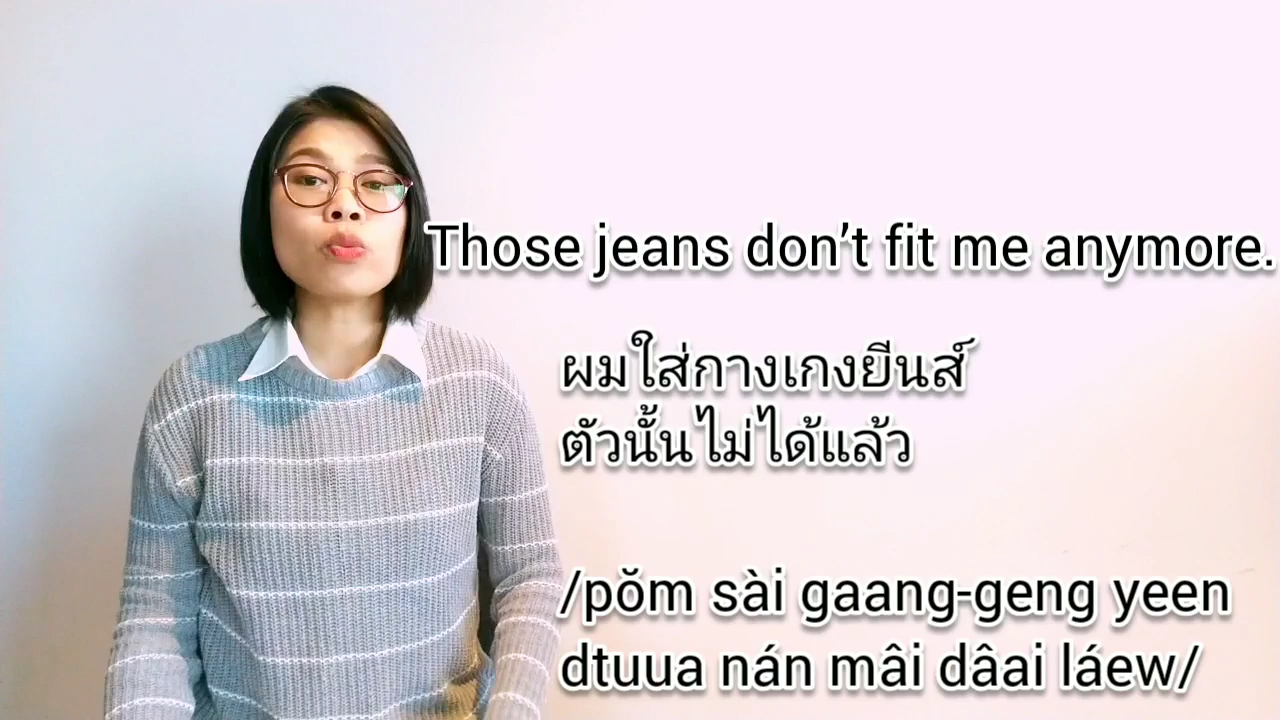 Those jeans don’t fit me anymore.
ผมใส่กางเกงยีนส์
ตัวนั้นไม่ได้แล้ว
/pŏm sài gaang-geng yeen
dtuua nán mâi dâai láew/